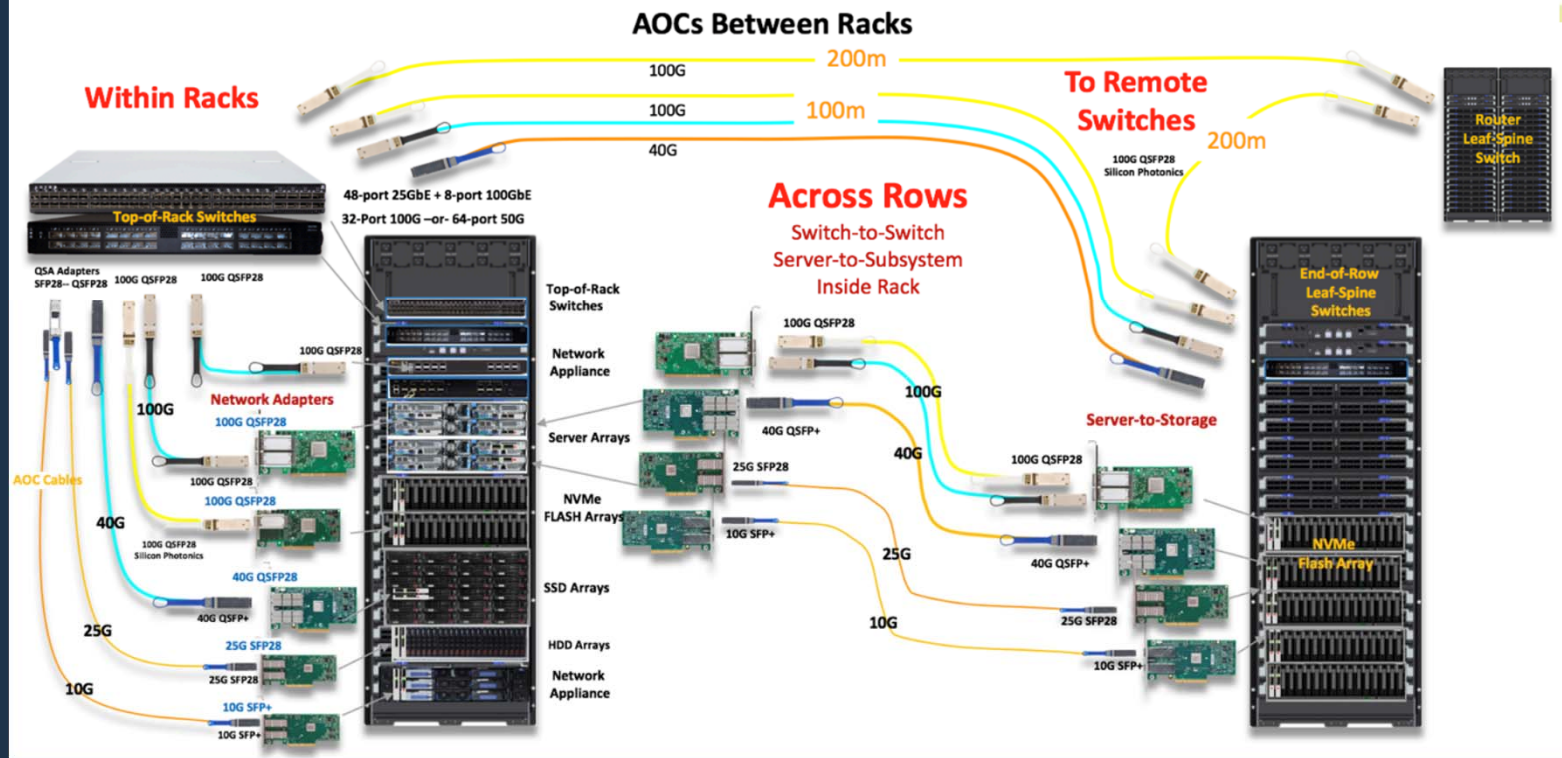 AOCs Between Racks
Within Racks
100G
200m
100G
100m
40G
To Remote
Switches
200m
100G QSFP28
Silicon Photonics
Router
Leaf-Spine
Switch
48-port 25GbE + 8-port 100GbE
32-Port 100G –or- 64-port 50G
Top-of-Rack Switches
Across Rows
Switch-to-Switch
Server-to-Subsystem
Inside Rack
QSA Adapters
SFP28-- QSFP28
100G QSFP28
100G QSFP28
100G QSFP28
Network Adapters
100G QSFP28
100G
100G QSFP28
AOC Cables
100G QSFP28
40G
100G QSFP28
Silicon Photonics
40G QSFP28
40G QSFP+
25G
25G SFP28
25G SFP28
10G
10G SFP+
10G SFP+
Top-of-Rack
Switches
Network
Appliance
Server Arrays
NVMe
FLASH Arrays
SSD Arrays
HDD Arrays
Network
Appliance
100G QSFP28
100G
40G QSFP+
40G
25G SFP28
10G SFP+
25G
10G
Server-to-Storage
100G QSFP28
40G QSFP+
25G SFP28
10G SFP+
End-of-Row
Leaf-Spine
Switches
NVMe
Flash Array